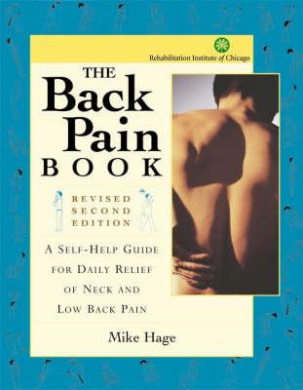 Rehabilitation Institute of Chicago
THE
Back
Pain
BOOK
REVISED
SECOND
EDITION
A SELF-HELP GUIDE
FOR DAILY RELIEF
OF NECK AND
LOW BACK PAIN
Mike Hage